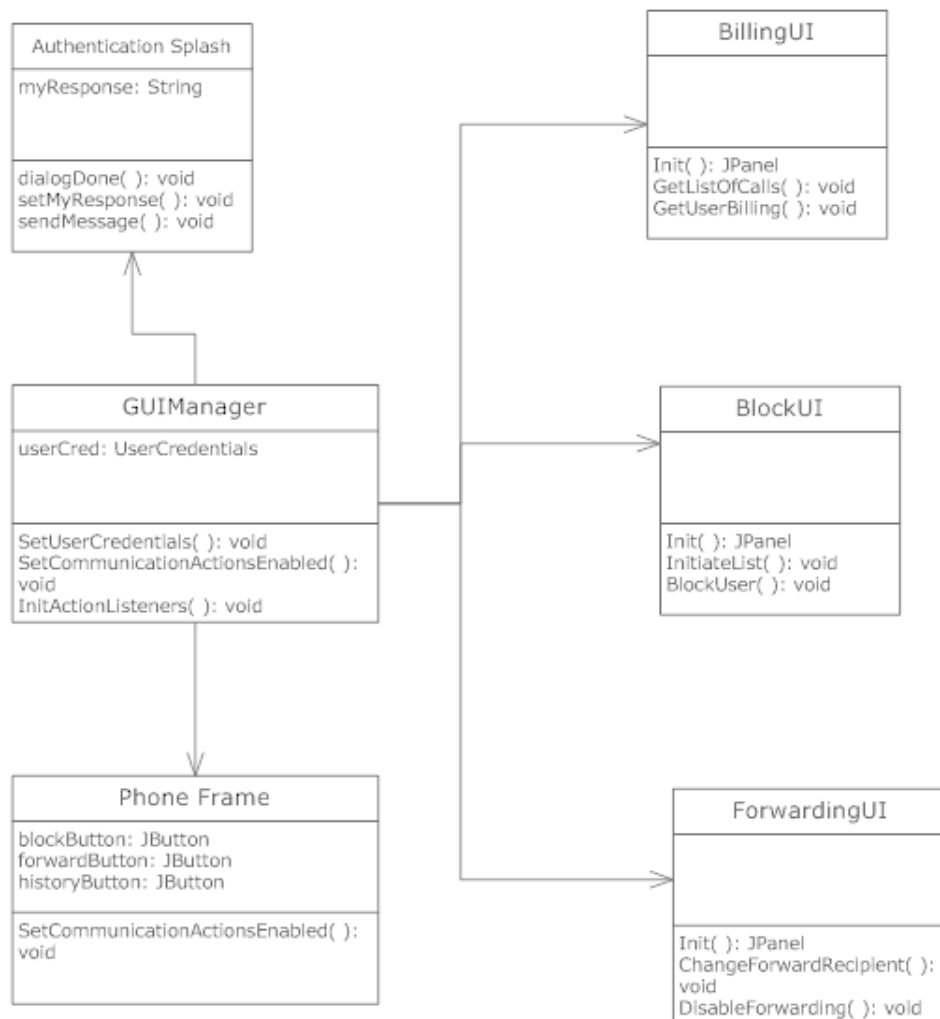 Authentication Splash
myResponse: String
dialogDone( ): void
setMyResponse( ): void
sendMessage( ): void
BillingUI
Init( ): JPanel
GetListOfCalls( ): void
GetUserBilling( ): void
GUIManager
userCred: UserCredentials
SetUserCredentials( ): void
SetCommunicationActionsEnabled( ):
void
InitActionListeners( ): void
BlockUI
Init( ): JPanel
InitiateList( ): void
BlockUser( ): void
Phone Frame
blockButton: JButton
forwardButton: JButton
historyButton: JButton
SetCommunicationActionsEnabled( ):
void
ForwardingUI
Init( ): JPanel
ChangeForwardRecipient( ):
void
DisableForwarding( ): void